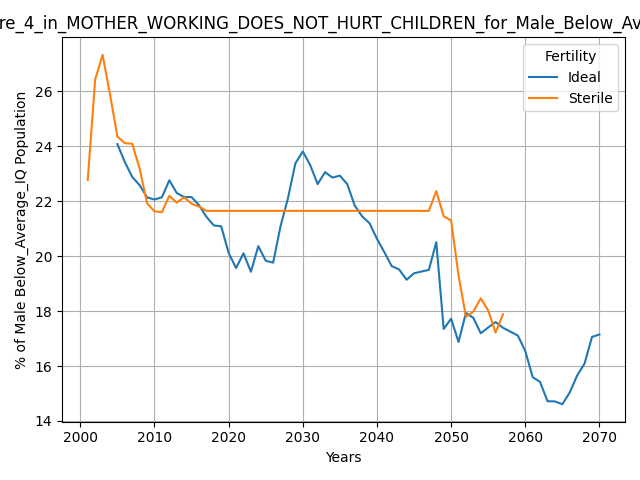 re_4_in_MOTHER_WORKING_DOES_NOT_HURT_CHILDREN_for_Male_Below_Av
Fertility
Ideal
Sterile
% of Male Below_Average_IQ Population
26
24
22
20
18
16
14
2000
2010
2020
2030
2040
2050
2060
2070
Years